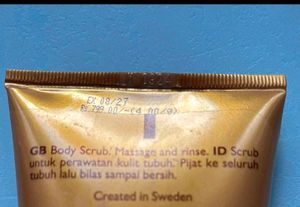 EX 08/27
GB Body Scrub. Massage and rinse. ID Scrub
untuk perawatan kulit tubuh. Pijat ke seluruh
tubuh lalu bilas sampai bersih.
Created in Sweden